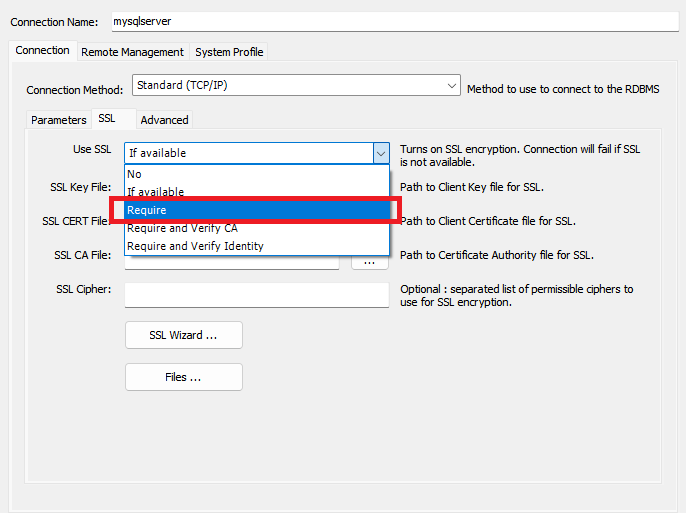 Connection Name: mysqlserver
Connection Remote Management System Profile
Connection Method: Standard (TCP/IP) Method to use to connect to the RDBMS
Parameters SSL Advanced
Use SSL If available Turns on SSL encryption. Connection will fail if SSL
is not available.
No
If available
SSL Key File: Path to Client Key file for SSL.
Require
SSL CERT File: Path to Client Certificate file for SSL.
Require and Verify CA
Require and Verify Identity
SSL CA File: ... Path to Certificate Authority file for SSL.
SSL Cipher: Optional : separated list of permissible ciphers to
use for SSL encryption.
SSL Wizard ...
Files ...